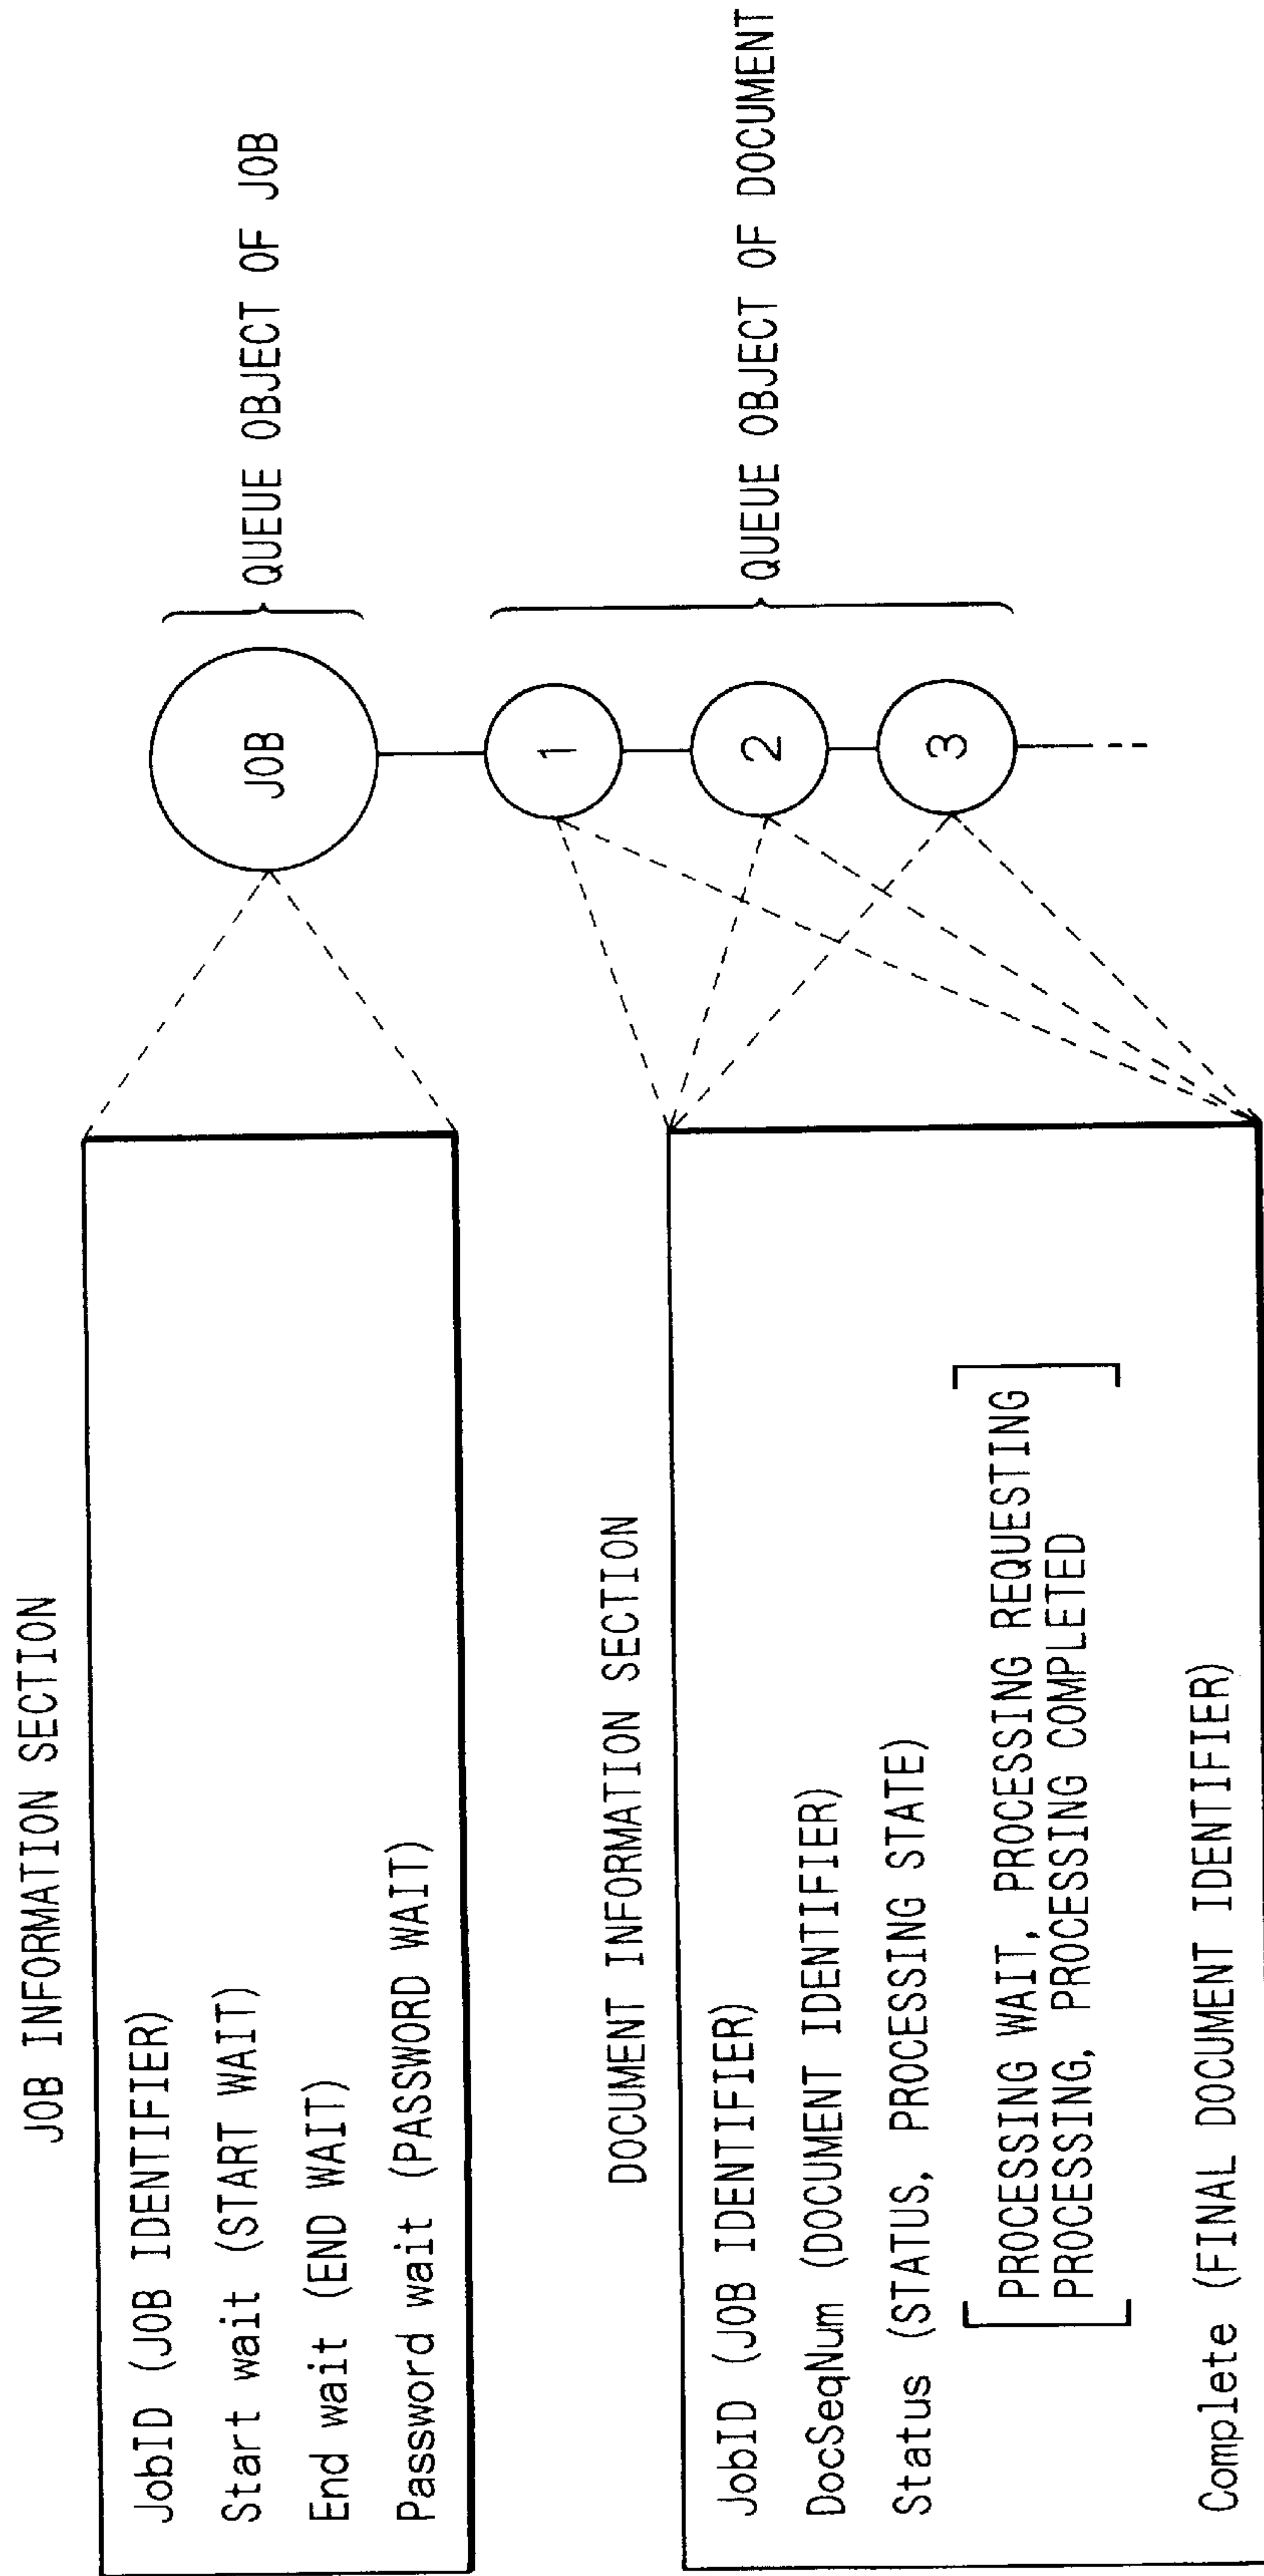 JOB INFORMATION SECTION
JobID (JOB IDENTIFIER)
Start wait (START WAIT)
End wait (END WAIT)
Password wait (PASSWORD WAIT)
JOB
QUEUE OBJECT OF JOB
DOCUMENT INFORMATION SECTION
JobID (JOB IDENTIFIER)
DocSeqNum (DOCUMENT IDENTIFIER)
Status (STATUS, PROCESSING STATE)
PROCESSING WAIT, PROCESSING REQUESTING
PROCESSING, PROCESSING COMPLETED
Complete (FINAL DOCUMENT IDENTIFIER)
1
2
3
QUEUE OBJECT OF DOCUMENT